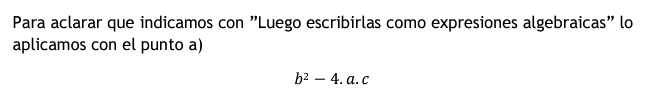 Para aclarar que indicamos con ”Luego escribirlas como expresiones algebraicas” lo
aplicamos con el punto a)
b² − 4. a. c